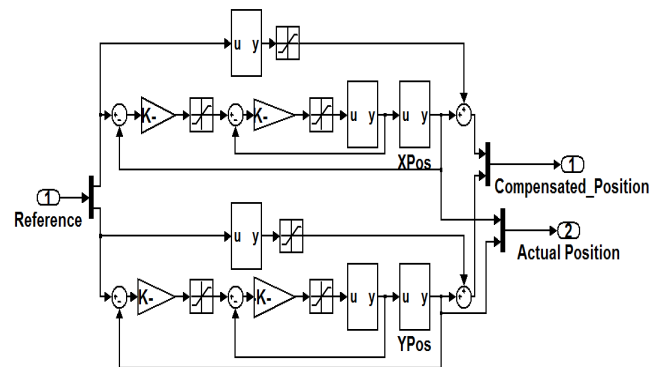 u y
K-
K-
u y
u y
XPos
1
Compensated_Position
1
Reference
u y
2
Actual Position
K-
K-
u y
u y
YPos